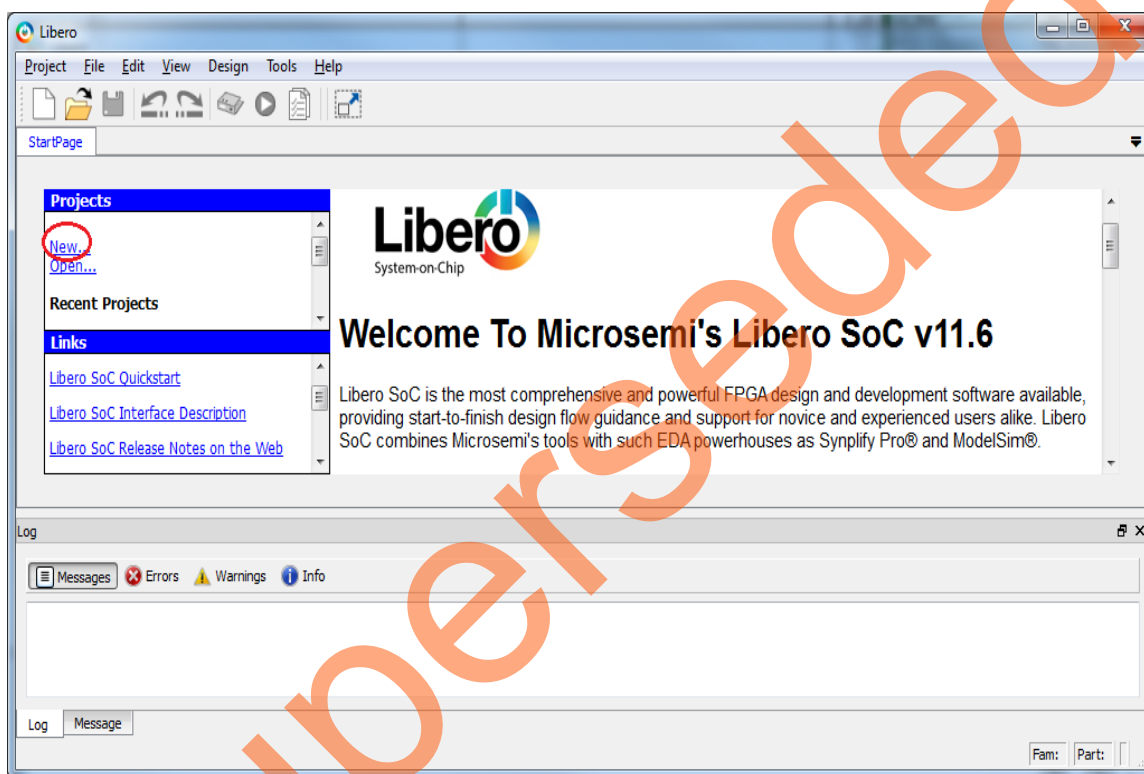 Libero
Project File Edit View Design Tools Help
StartPage
Projects
New...
Open...
Recent Projects
Links
Libero SoC Quickstart
Libero SoC Interface Description
Libero SoC Release Notes on the Web
Libero
System-on-Chip
Welcome To Microsemi's Libero SoC v11.6
Libero SoC is the most comprehensive and powerful FPGA design and development software available,
providing start-to-finish design flow guidance and support for novice and experienced users alike. Libero
SoC combines Microsemi's tools with such EDA powerhouses as Synplify Pro® and ModelSim®.
Log
Messages Errors Warnings Info
Log Message
Fam: Part:
perseded